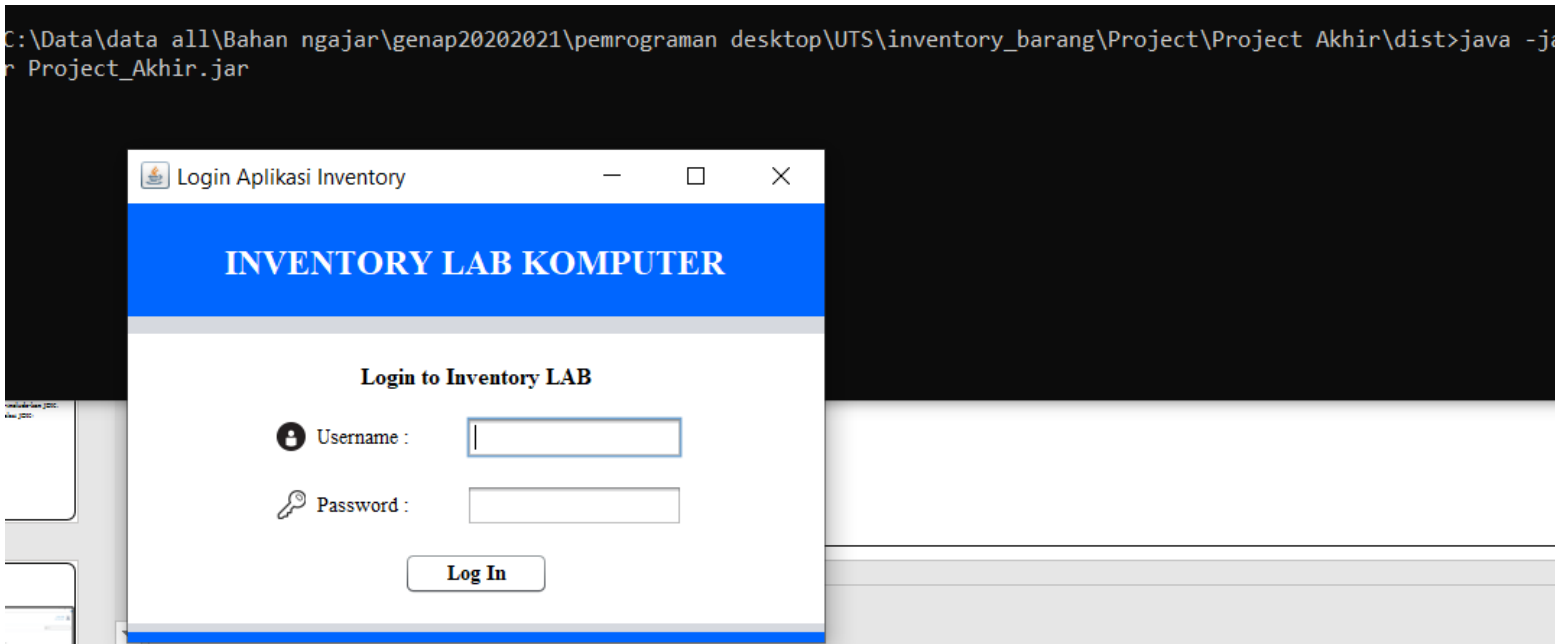 C:\Data\data all\Bahan ngajar\genap20202021\pemrograman desktop\UTS\inventory_barang\Project\Project Akhir\dist>java -ja
r Project_Akhir.jar
Login Aplikasi Inventory
INVENTORY LAB KOMPUTER
Login to Inventory LAB
Username :
Password :
Log In